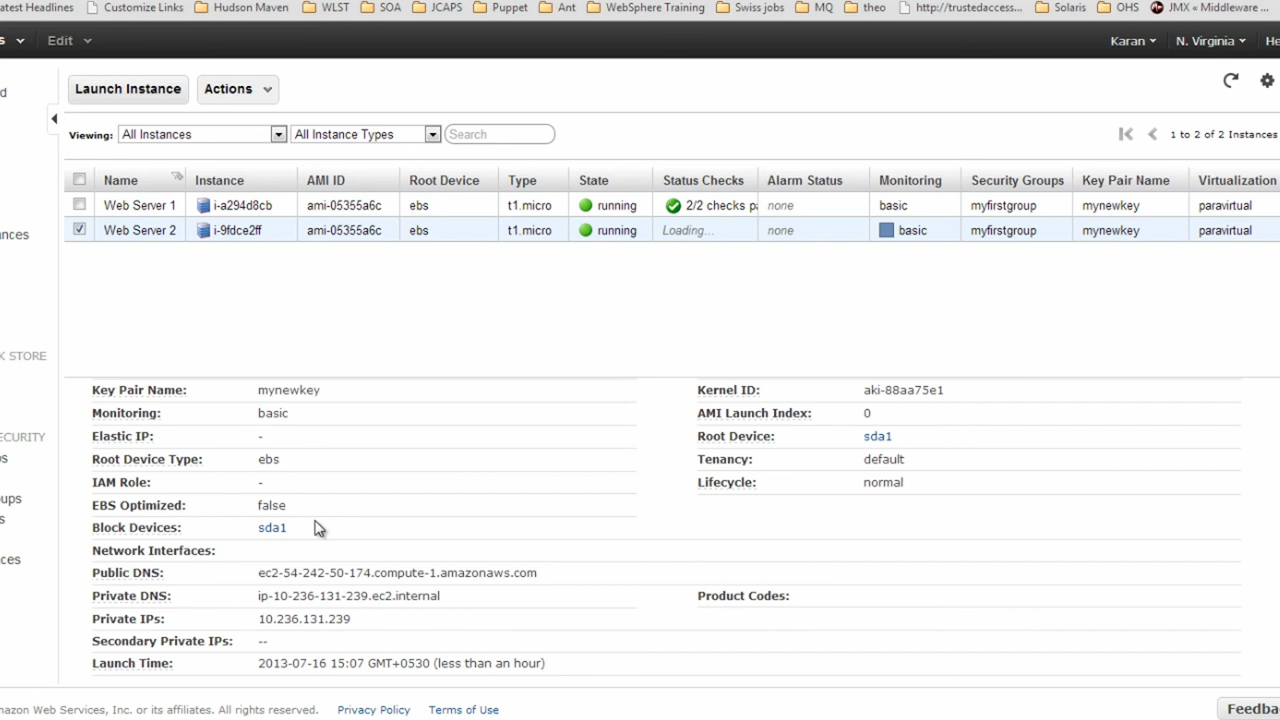 atest Headlines Customize Links Hudson Maven WLST SOA JCAPS Puppet Ant WebSphere Training Swiss jobs MQ theo http://trustedaccess... Solaris OHS JMX « Middleware ...
s Edit Karan N. Virginia He
d
Launch Instance Actions
Viewing: All Instances All Instance Types Search 1 to 2 of 2 Instances
Name Instance AMI ID Root Device Type State Status Checks Alarm Status Monitoring Security Groups Key Pair Name Virtualization
Web Server 1 i-a294d8cb ami-05355a6c ebs t1.micro running 2/2 checks pa none basic myfirstgroup mynewkey paravirtual
Web Server 2 i-9fdce2ff ami-05355a6c ebs t1.micro running Loading... none basic myfirstgroup mynewkey paravirtual
ances
K STORE
ECURITY
ps
oups
s
ces
Key Pair Name: mynewkey Kernel ID: aki-88aa75e1
Monitoring: basic AMI Launch Index: 0
Elastic IP: - Root Device: sda1
Root Device Type: ebs Tenancy: default
IAM Role: - Lifecycle: normal
EBS Optimized: false
Block Devices: sda1
Network Interfaces:
Public DNS: ec2-54-242-50-174.compute-1.amazonaws.com
Private DNS: ip-10-236-131-239.ec2.internal Product Codes:
Private IPs: 10.236.131.239
Secondary Private IPs: --
Launch Time: 2013-07-16 15:07 GMT+0530 (less than an hour)
mazon Web Services, Inc. or its affiliates. All rights reserved. Privacy Policy Terms of Use Feedba